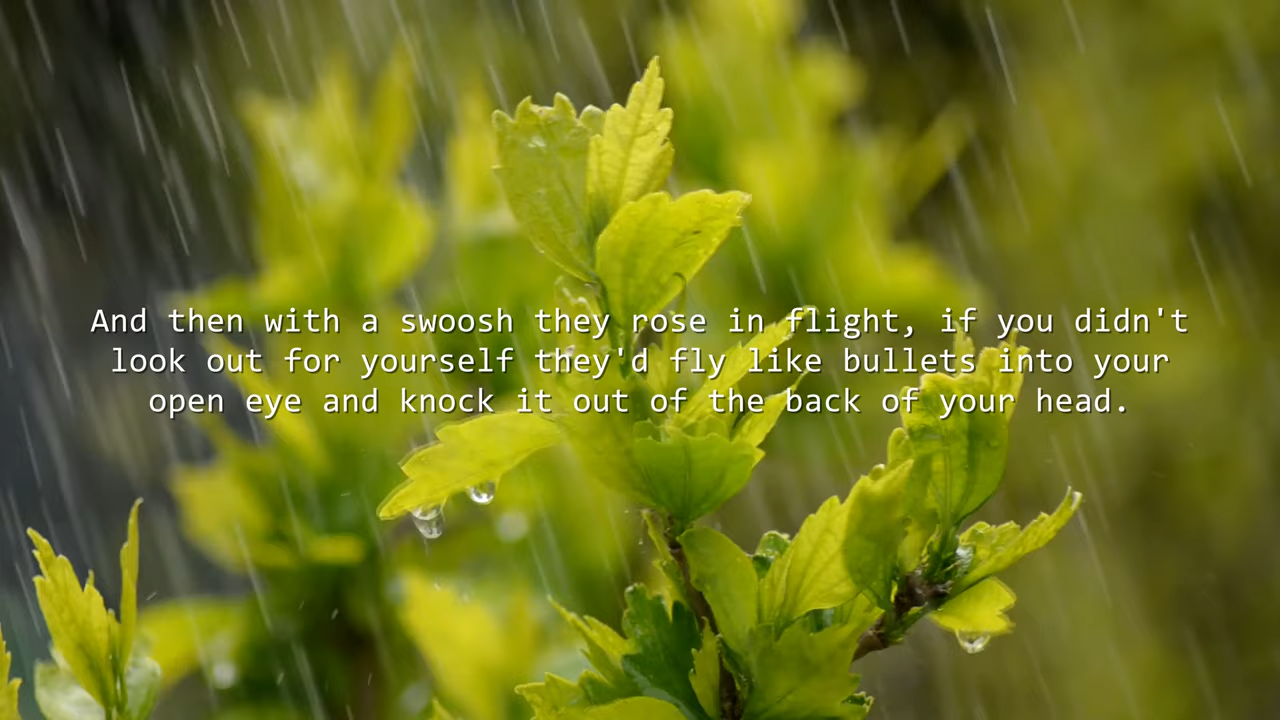 And then with a swoosh they rose in flight, if you didn't
look out for yourself they'd fly like bullets into your
open eye and knock it out of the back of your head.